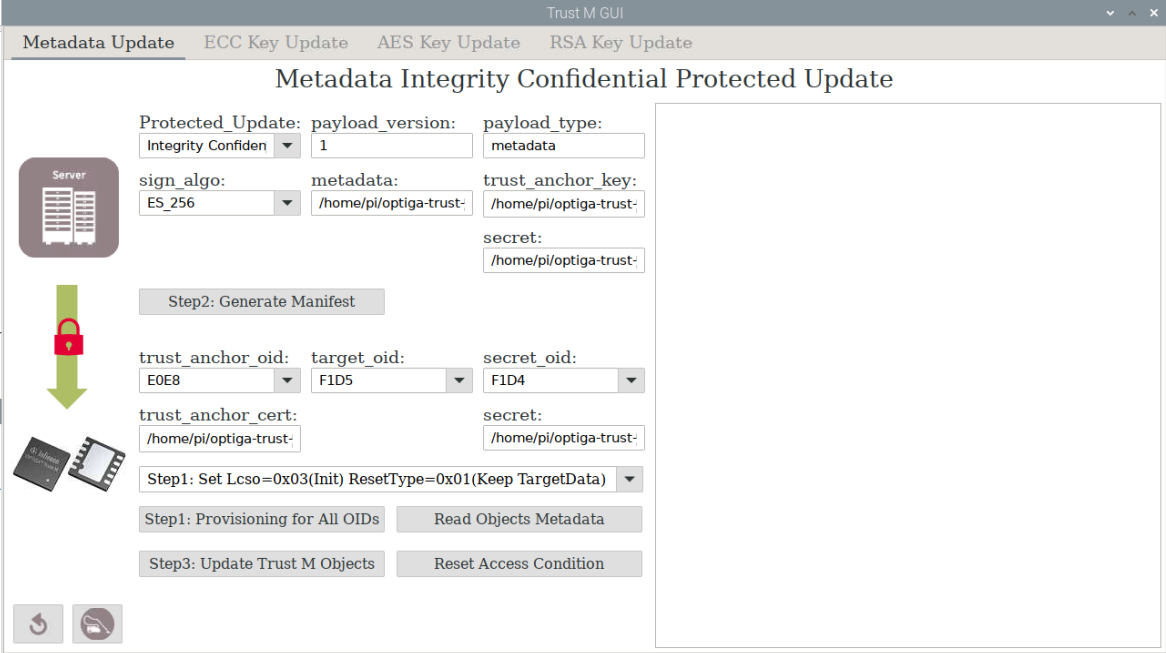 Trust M GUI
Metadata Update ECC Key Update AES Key Update RSA Key Update
Metadata Integrity Confidential Protected Update
Protected_Update: payload_version: payload_type:
Integrity Confiden 1 metadata
Server
sign_algo: metadata: trust_anchor_key:
ES_256 /home/pi/optiga-trust- /home/pi/optiga-trust-
secret:
/home/pi/optiga-trust-
Step2: Generate Manifest
trust_anchor_oid: target_oid: secret_oid:
E0E8 F1D5 F1D4
trust_anchor_cert: secret:
/home/pi/optiga-trust- /home/pi/optiga-trust-
Step1: Set Lcso=0x03(Init) ResetType=0x01(Keep TargetData)
Step1: Provisioning for All OIDs Read Objects Metadata
Step3: Update Trust M Objects Reset Access Condition